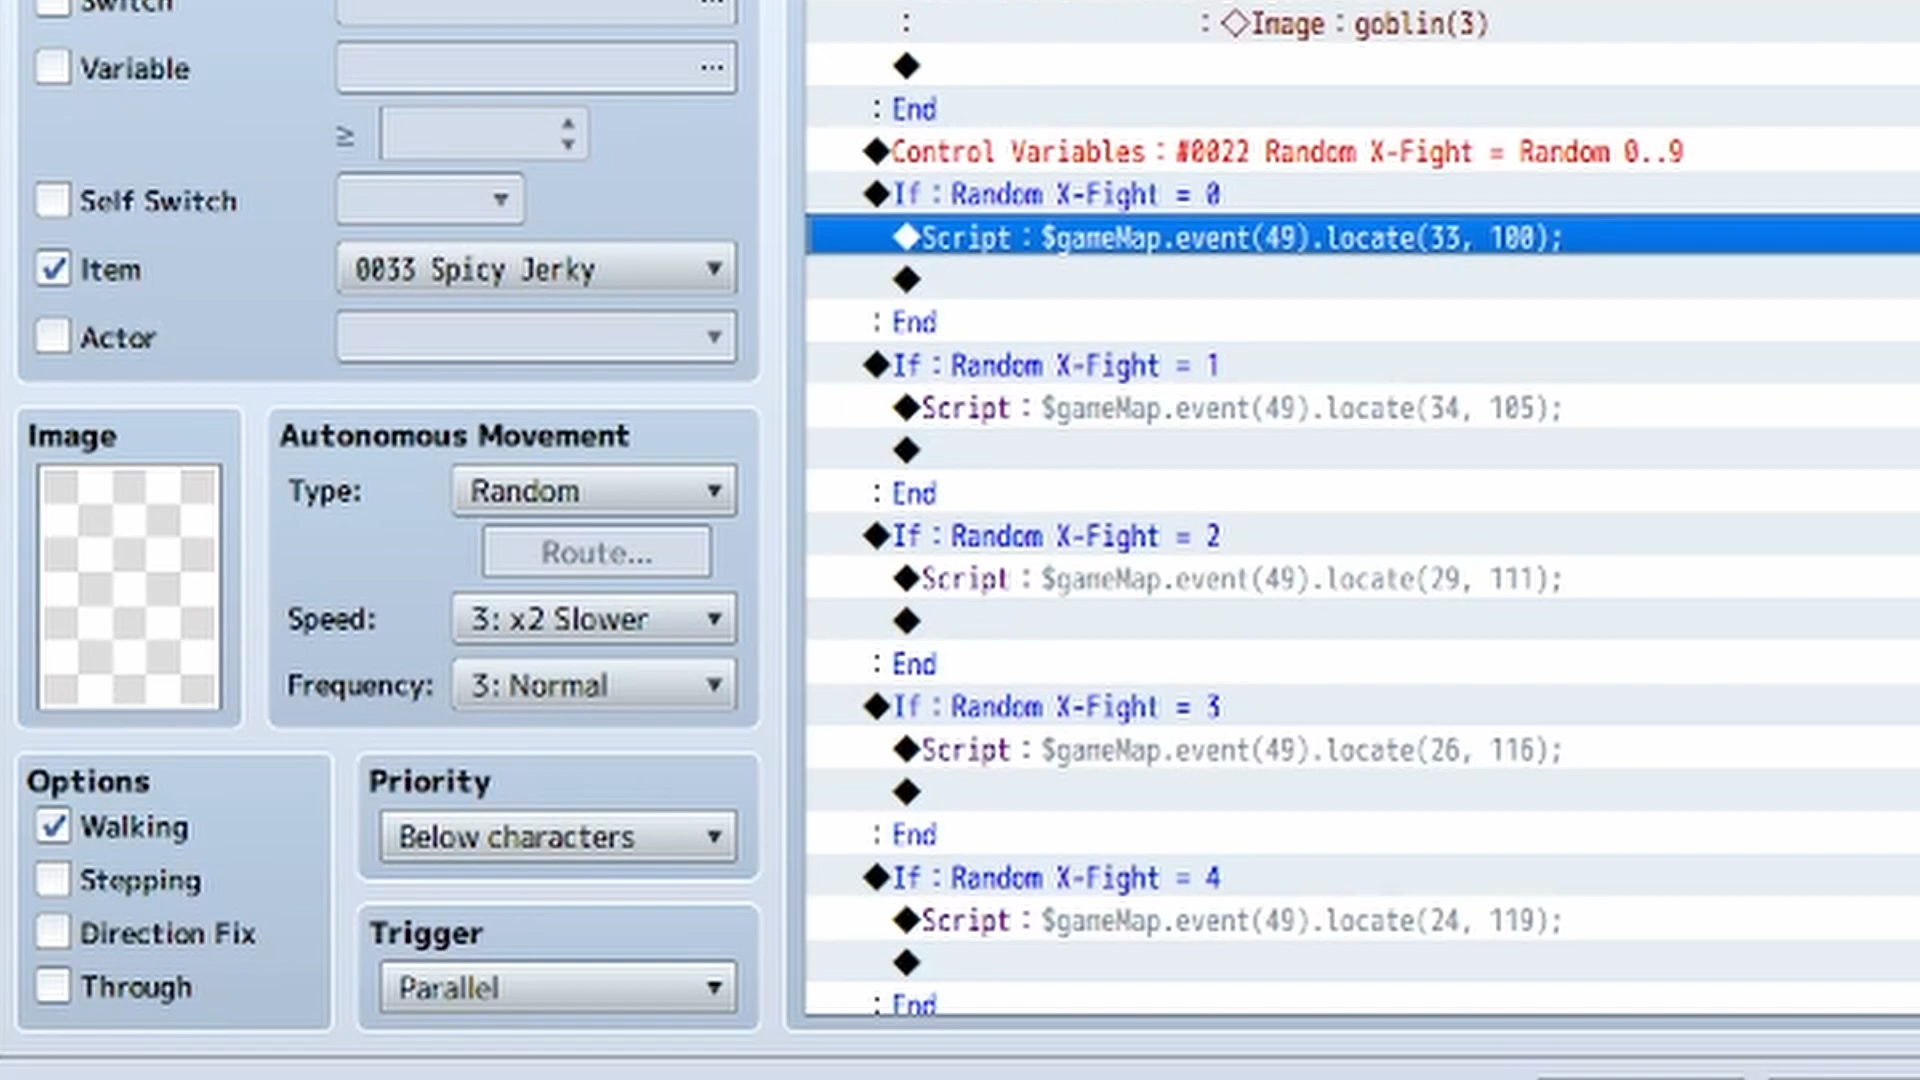 Switch ...
: : ◇Image：goblin(3)
Variable ...
◆
≥
: End
◆Control Variables：#0022 Random X-Fight = Random 0..9
Self Switch
◆If：Random X-Fight = 0
◆Script：$gameMap.event(49).locate(33, 100);
Item 0033 Spicy Jerky
◆
: End
Actor
◆If：Random X-Fight = 1
◆Script：$gameMap.event(49).locate(34, 105);
◆
: End
◆If：Random X-Fight = 2
◆Script：$gameMap.event(49).locate(29, 111);
◆
: End
◆If：Random X-Fight = 3
◆Script：$gameMap.event(49).locate(26, 116);
◆
: End
◆If：Random X-Fight = 4
◆Script：$gameMap.event(49).locate(24, 119);
◆
: End
Image
Autonomous Movement
Type: Random
Route...
Speed: 3: x2 Slower
Frequency: 3: Normal
Options
Walking
Stepping
Direction Fix
Through
Priority
Below characters
Trigger
Parallel